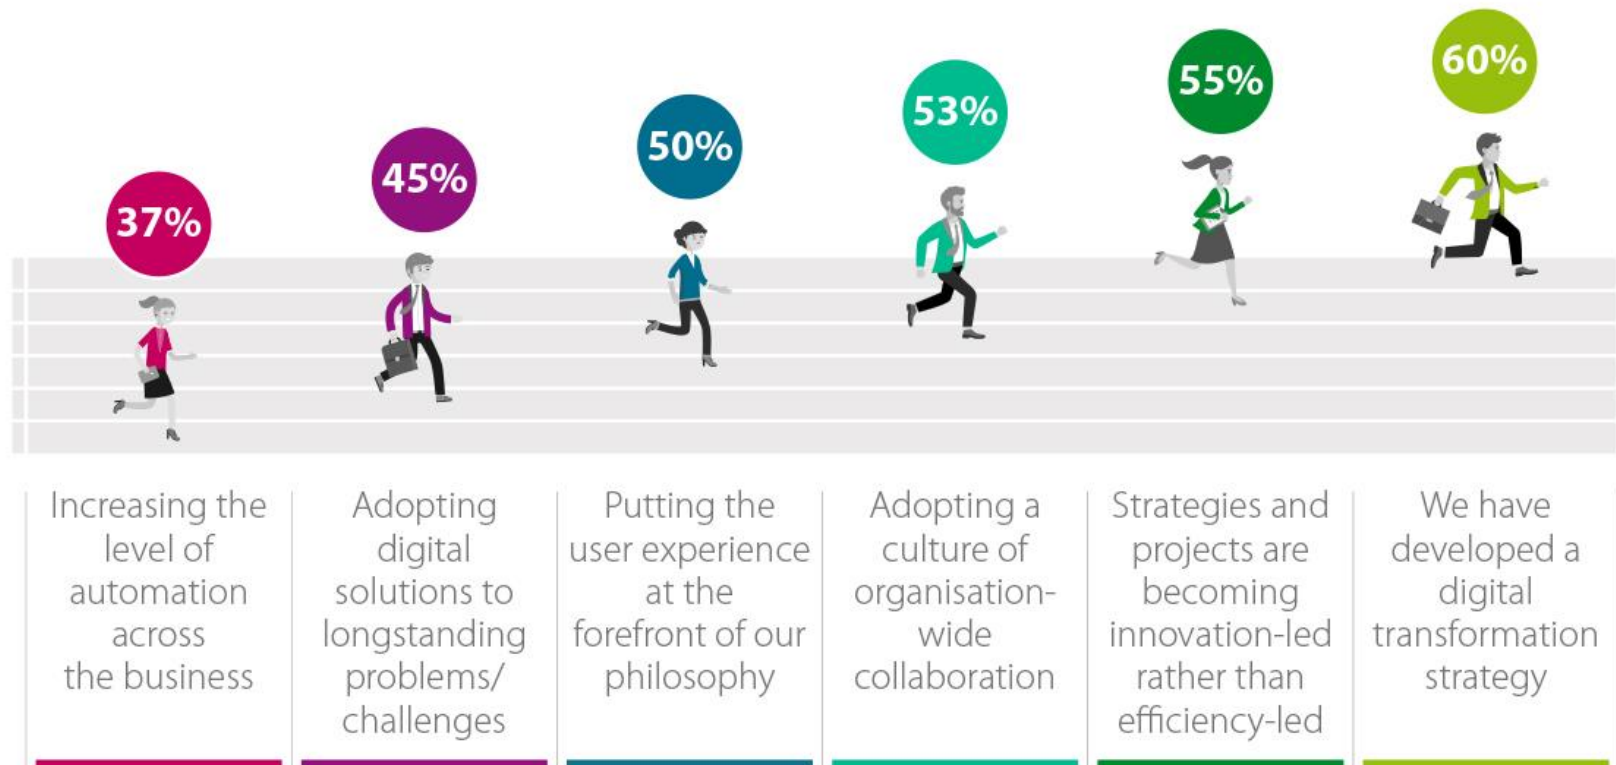 37%
45%
50%
53%
55%
60%
Increasing the
level of
automation
across
the business
Adopting
digital
solutions to
longstanding
problems/
challenges
Putting the
user experience
at the
forefront of our
philosophy
Adopting a
culture of
organisation-
wide
collaboration
Strategies and
projects are
becoming
innovation-led
rather than
efficiency-led
We have
developed a
digital
transformation
strategy